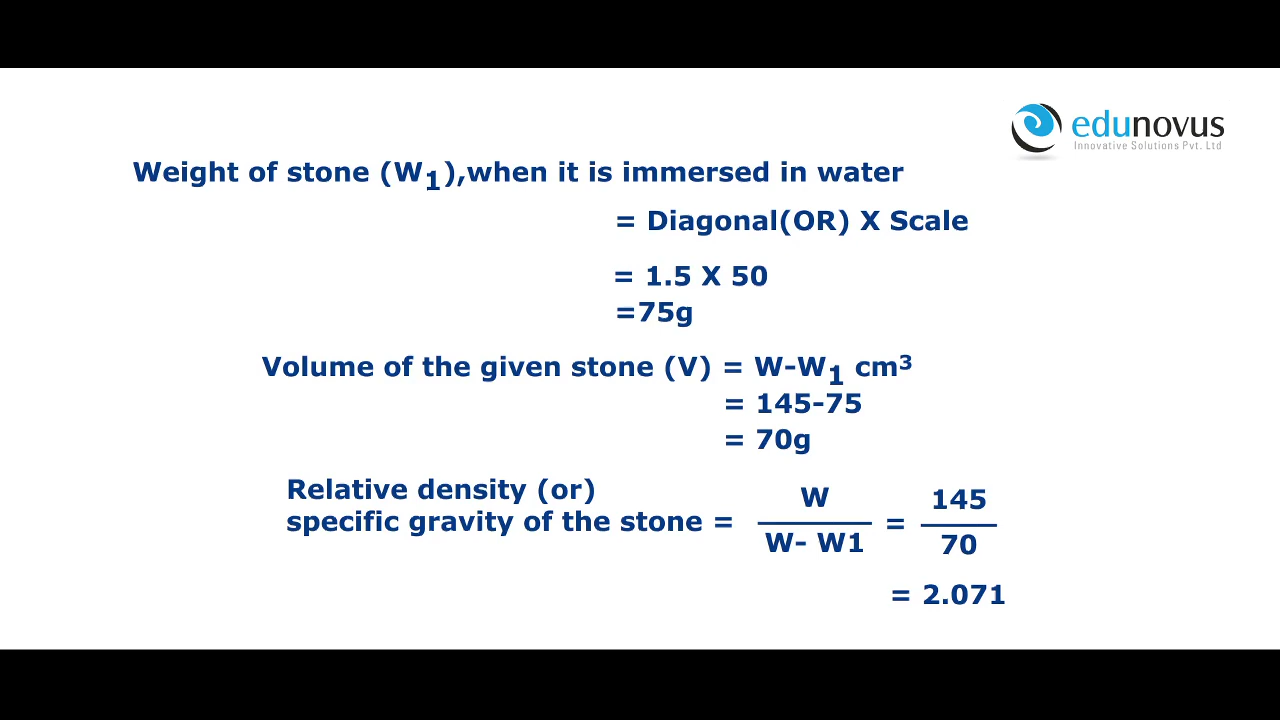 edunovus
Innovative Solutions Pvt. Ltd
Weight of stone (W1),when it is immersed in water
= Diagonal(OR) X Scale
= 1.5 X 50
=75g
Volume of the given stone (V) = W-W1 cm³
= 145-75
= 70g
Relative density (or)
specific gravity of the stone = W / W- W1 = 145 / 70
= 2.071